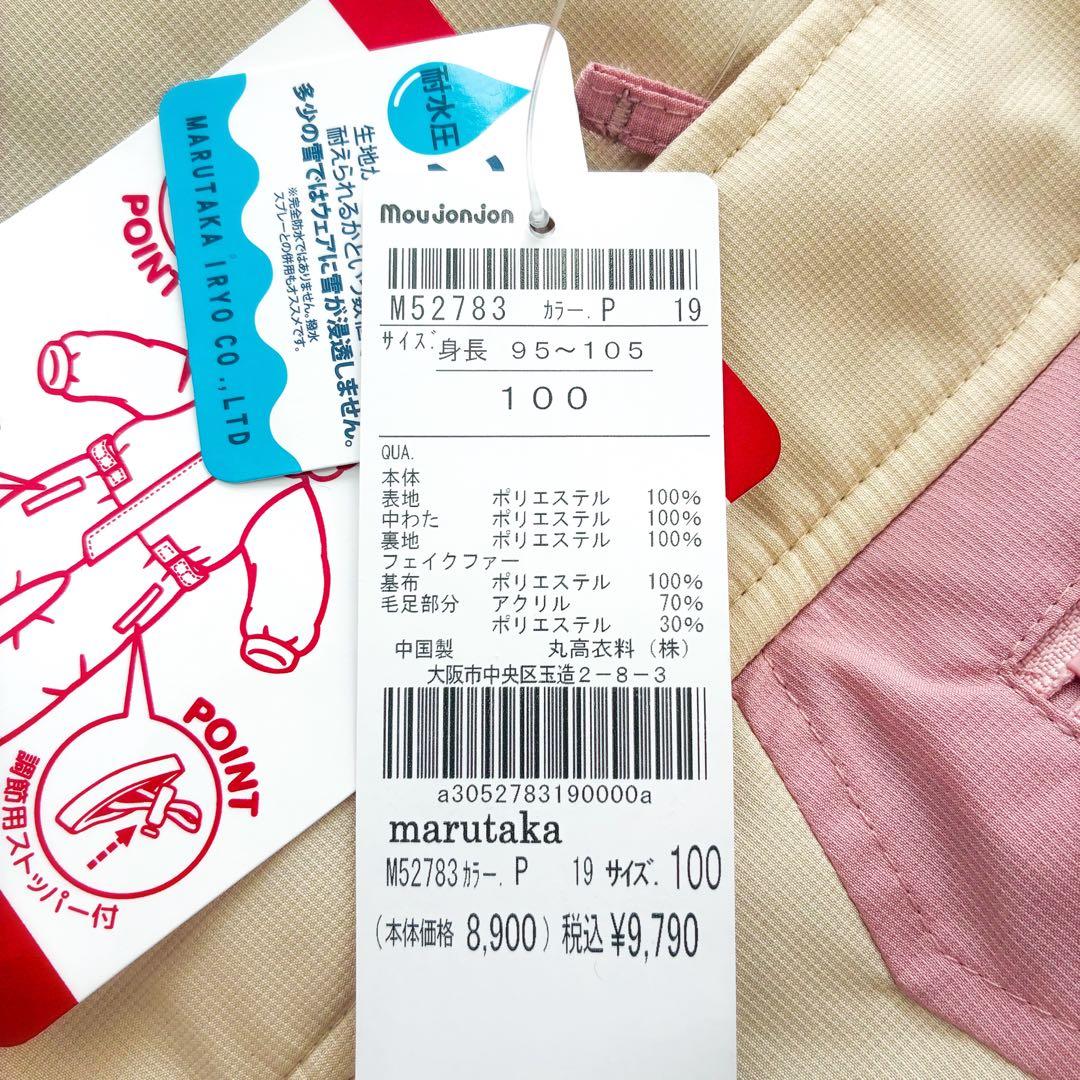 POINT
MARUTAKA IRYO CO.,LTD
耐水圧
生地が
耐えられるかという数値
多少の雪ではウェアに雪が浸透しません。
※完全防水ではありません。撥水
スプレーとの併用もオススメです。
moujonjon
M52783 カラー. P 19
サイズ. 身長 95~105
100
QUA.
本体
表地 ポリエステル 100%
中わた ポリエステル 100%
裏地 ポリエステル 100%
フェイクファー
基布 ポリエステル 100%
毛足部分 アクリル 70%
ポリエステル 30%
中国製 丸高衣料(株)
大阪市中央区玉造2-8-3
a3052783190000a
marutaka
M52783 カラー. P 19 サイズ. 100
(本体価格 8,900) 税込 ¥9,790
POINT
調節用ストッパー付